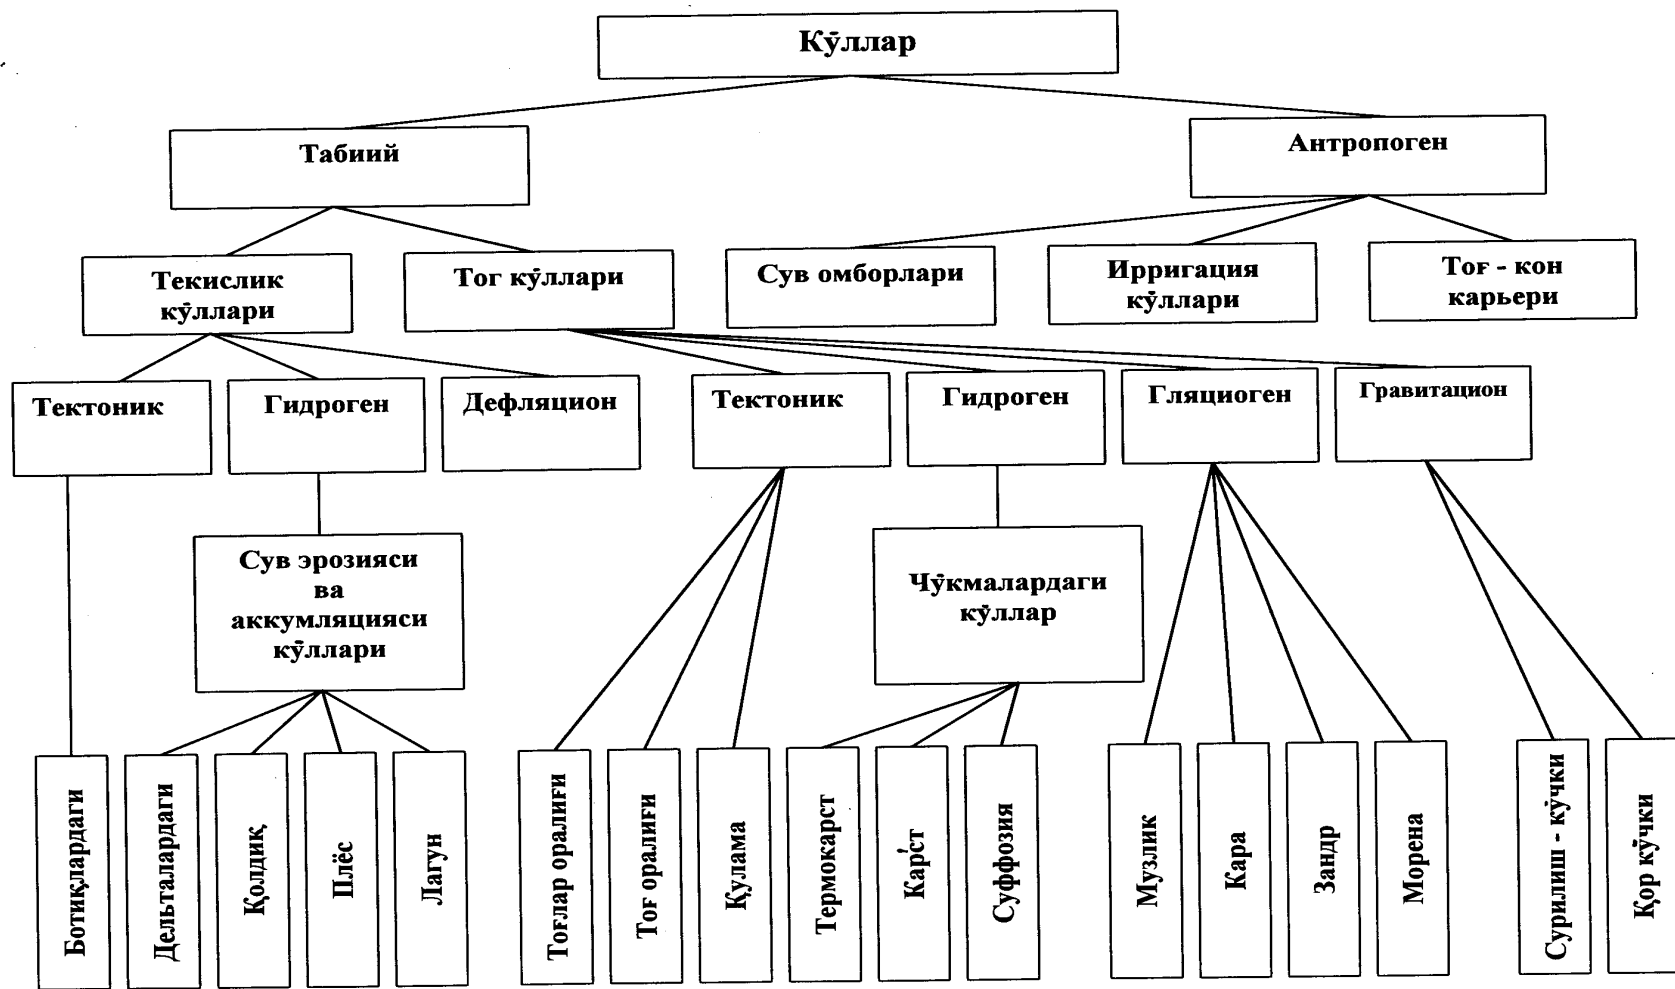 Кўллар
Табиий
Антропоген
Текислик
кўллари
Тог кўллари
Сув омборлари
Ирригация
кўллари
Тоғ - кон
карьери
Тектоник
Гидроген
Дефляцион
Тектоник
Гидроген
Гляциоген
Гравитацион
Сув эрозияси
ва
аккумляцияси
кўллари
Чўкмалардаги
кўллар
Ботиқлардаги
Дельталардаги
Қолдиқ
Плёс
Лагун
Тоғлар оралиғи
Тоғ оралиғи
Қулама
Термокарст
Карст
Суффозия
Музлик
Кара
Зандр
Морена
Сурилиш - кўчки
Қор кўчки